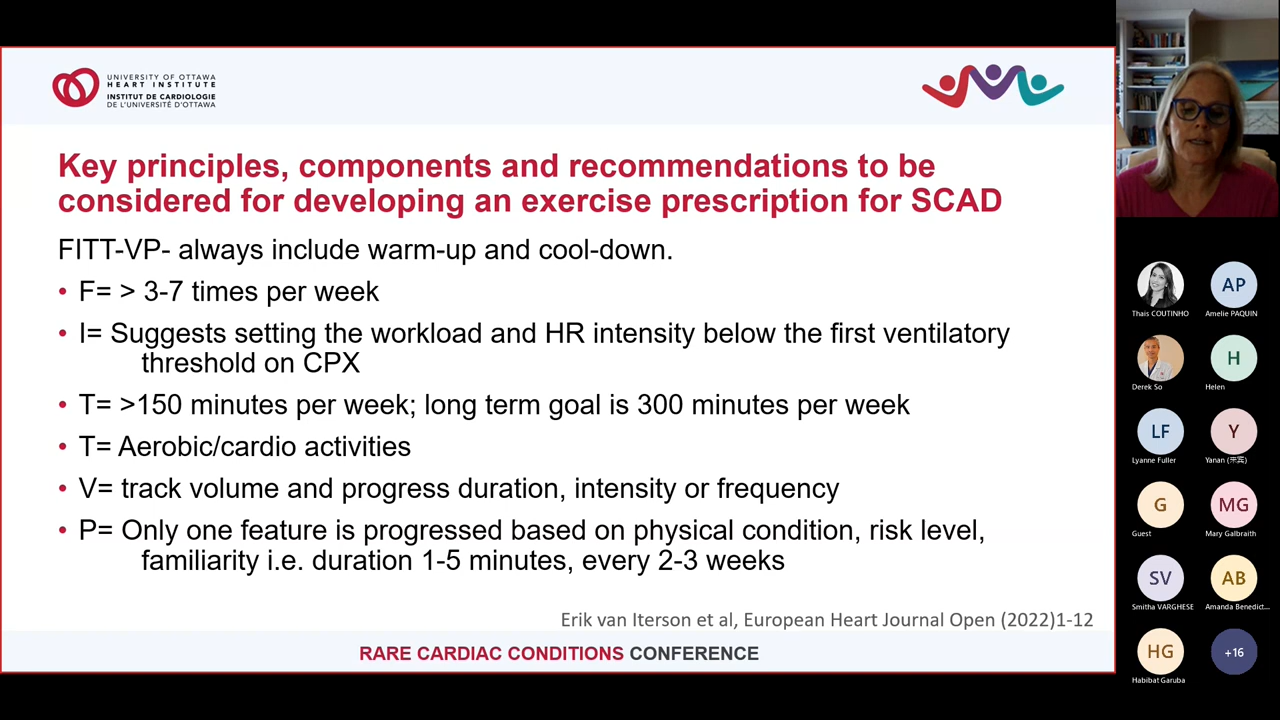 UNIVERSITY OF OTTAWA
HEART INSTITUTE
INSTITUT DE CARDIOLOGIE
DE L'UNIVERSITÉ D'OTTAWA
Key principles, components and recommendations to be
considered for developing an exercise prescription for SCAD
FITT-VP- always include warm-up and cool-down.
• F= > 3-7 times per week
• I= Suggests setting the workload and HR intensity below the first ventilatory
threshold on CPX
• T= >150 minutes per week; long term goal is 300 minutes per week
• T= Aerobic/cardio activities
• V= track volume and progress duration, intensity or frequency
• P= Only one feature is progressed based on physical condition, risk level,
familiarity i.e. duration 1-5 minutes, every 2-3 weeks
Erik van Iterson et al, European Heart Journal Open (2022)1-12
RARE CARDIAC CONDITIONS CONFERENCE
Thais COUTINHO
AP
Amelie PAQUIN
Derek So
H
Helen
LF
Lyanne Fuller
Y
Yanan
G
Guest
MG
Mary Galbraith
SV
Smitha VARGHESE
AB
Amanda Benedict...
HG
Habibat Garuba
+16